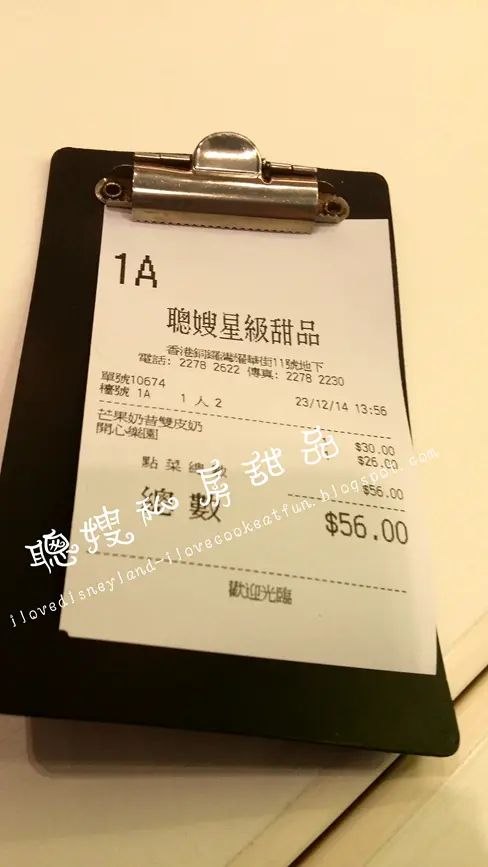 1A
聰嫂星級甜品
香港銅鑼灣耀華街11號地下
電話: 2278 2622 傳真: 2278 2230
單號10674
檯號 1A 1 人 2 23/12/14 13:56
芒果奶昔雙皮奶 $30.00
開心樂園 $26.00
點菜總數 $56.00
總數 $56.00
歡迎光臨
聰嫂私房甜品
ilovedisneyland-ilovecookeatfun.blogspot.com